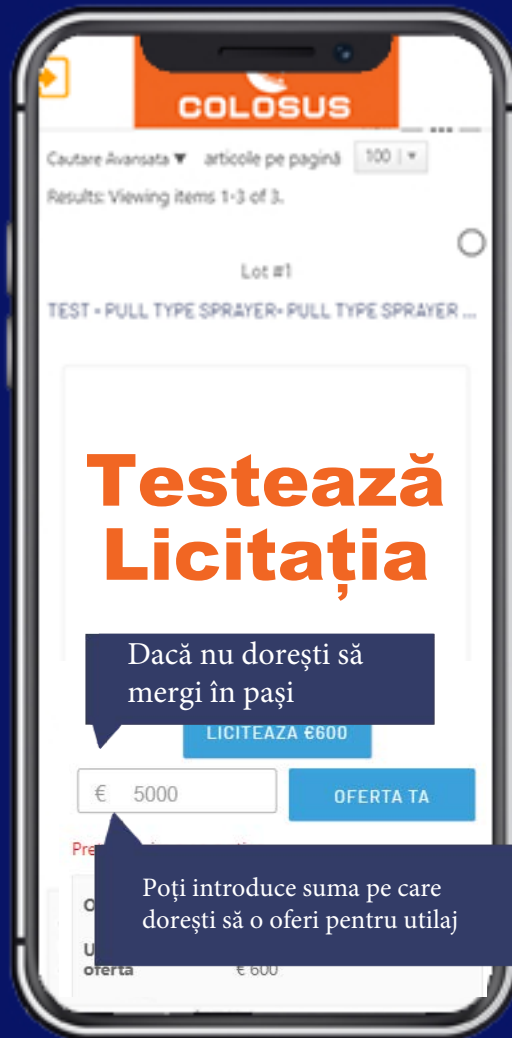 COLOSUS
Cautare Avansata ▼ articole pe pagină 100
Results: Viewing items 1-3 of 3.
Lot #1
TEST - PULL TYPE SPRAYER- PULL TYPE SPRAYER ...
Testează
Licitația
Dacă nu dorești să
mergi în pași
LICITEAZA €600
€ 5000
OFERTA TA
Poți introduce suma pe care
dorești să o oferi pentru utilaj
oferta € 600